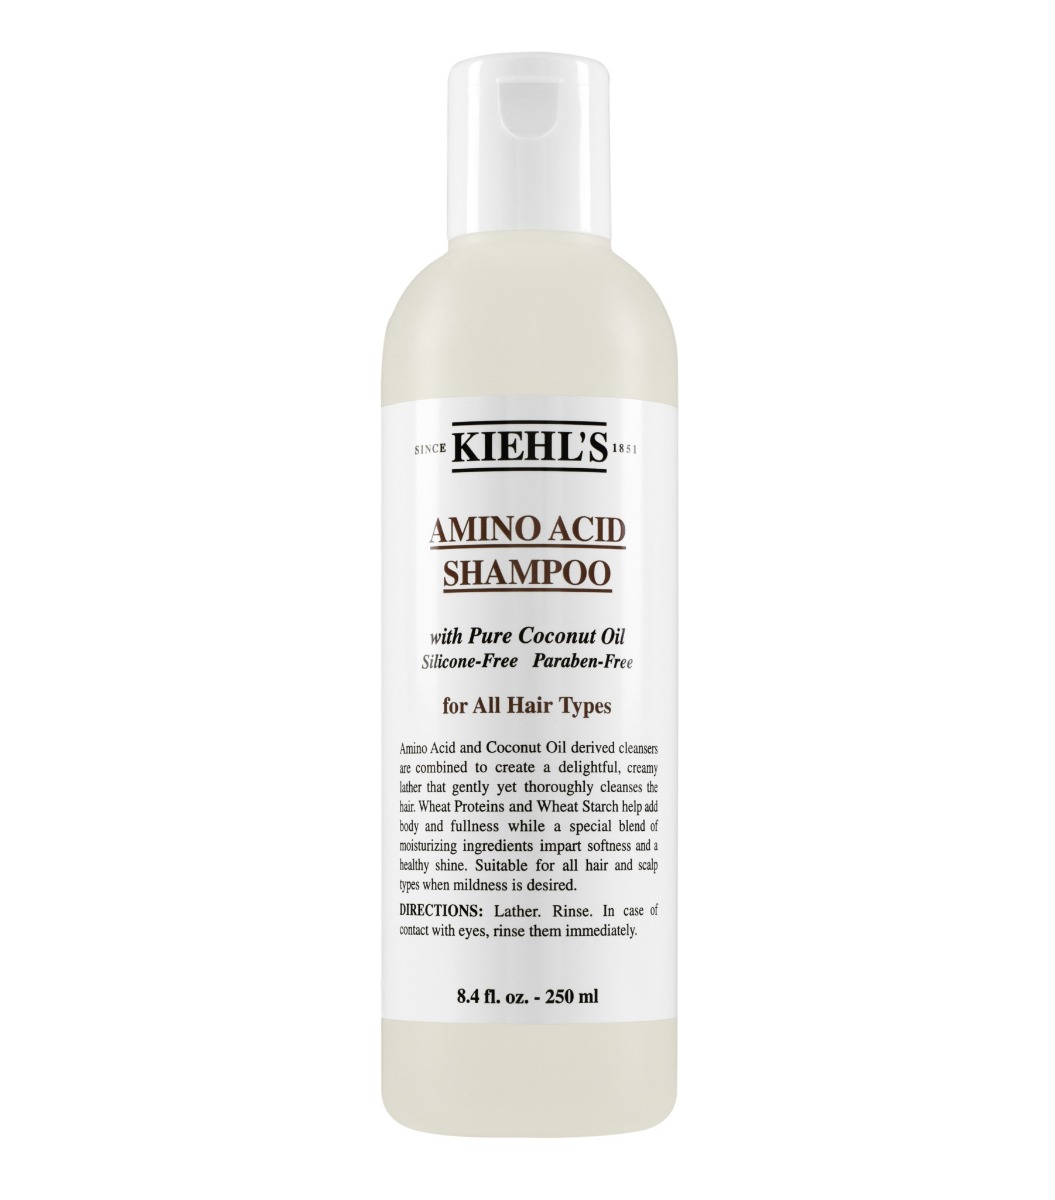 SINCE KIEHL'S 1851
AMINO ACID
SHAMPOO
with Pure Coconut Oil
Silicone-Free Paraben-Free
for All Hair Types
Amino Acid and Coconut Oil derived cleansers
are combined to create a delightful, creamy
lather that gently yet thoroughly cleanses the
hair. Wheat Proteins and Wheat Starch help add
body and fullness while a special blend of
moisturizing ingredients impart softness and a
healthy shine. Suitable for all hair and scalp
types when mildness is desired.
DIRECTIONS: Lather. Rinse. In case of
contact with eyes, rinse them immediately.
8.4 fl. oz. - 250 ml